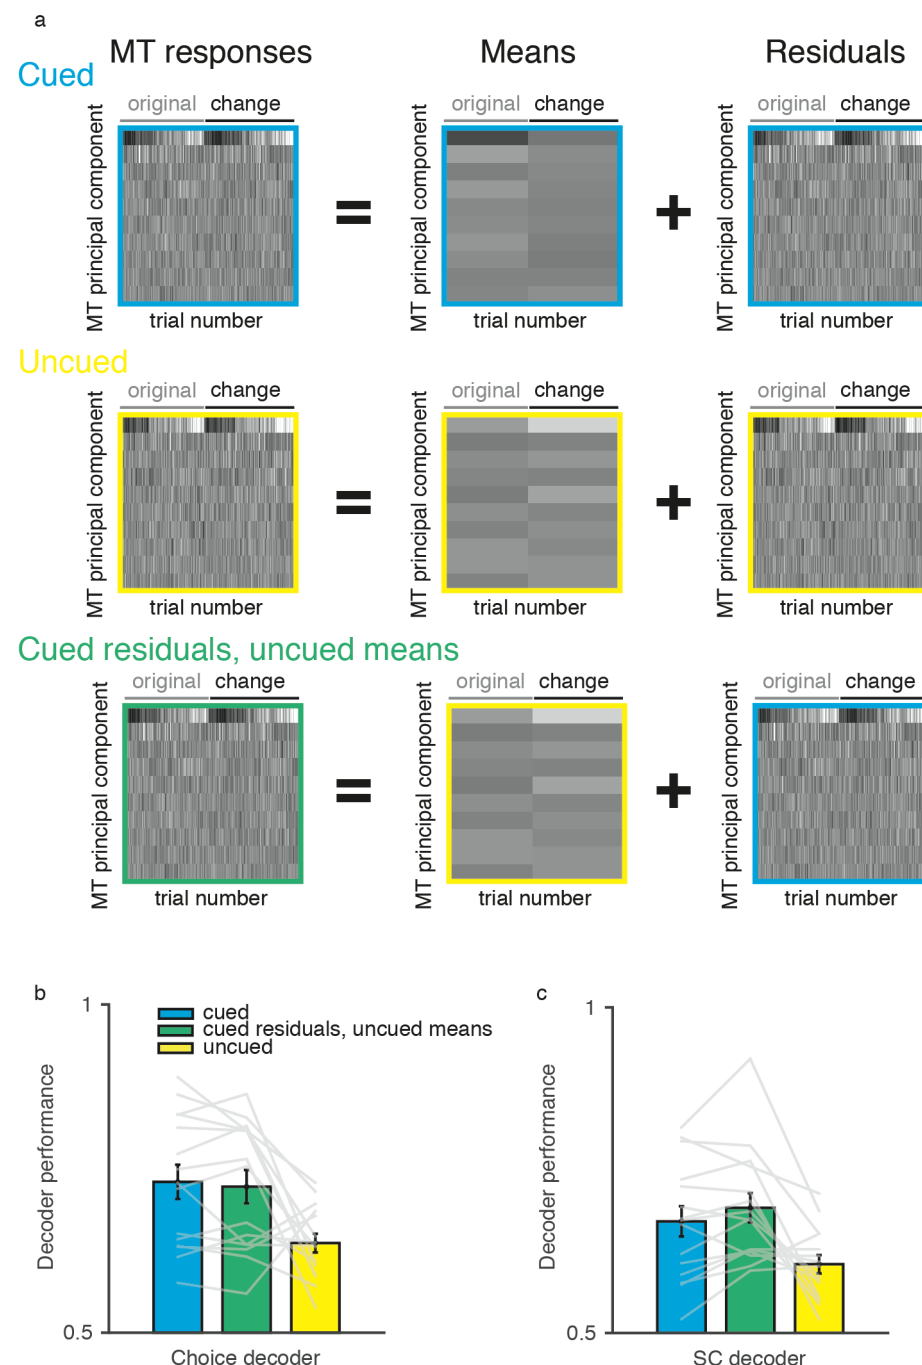 a
MT responses Means Residuals
Cued
original change original change original change
MT principal component MT principal component MT principal component
= +
trial number trial number trial number
Uncued
original change original change original change
MT principal component MT principal component MT principal component
= +
trial number trial number trial number
Cued residuals, uncued means
original change original change original change
MT principal component MT principal component MT principal component
= +
trial number trial number trial number
b
1
cued
cued residuals, uncued means
uncued
Decoder performance
0.5
Choice decoder
c
1
Decoder performance
0.5
SC decoder